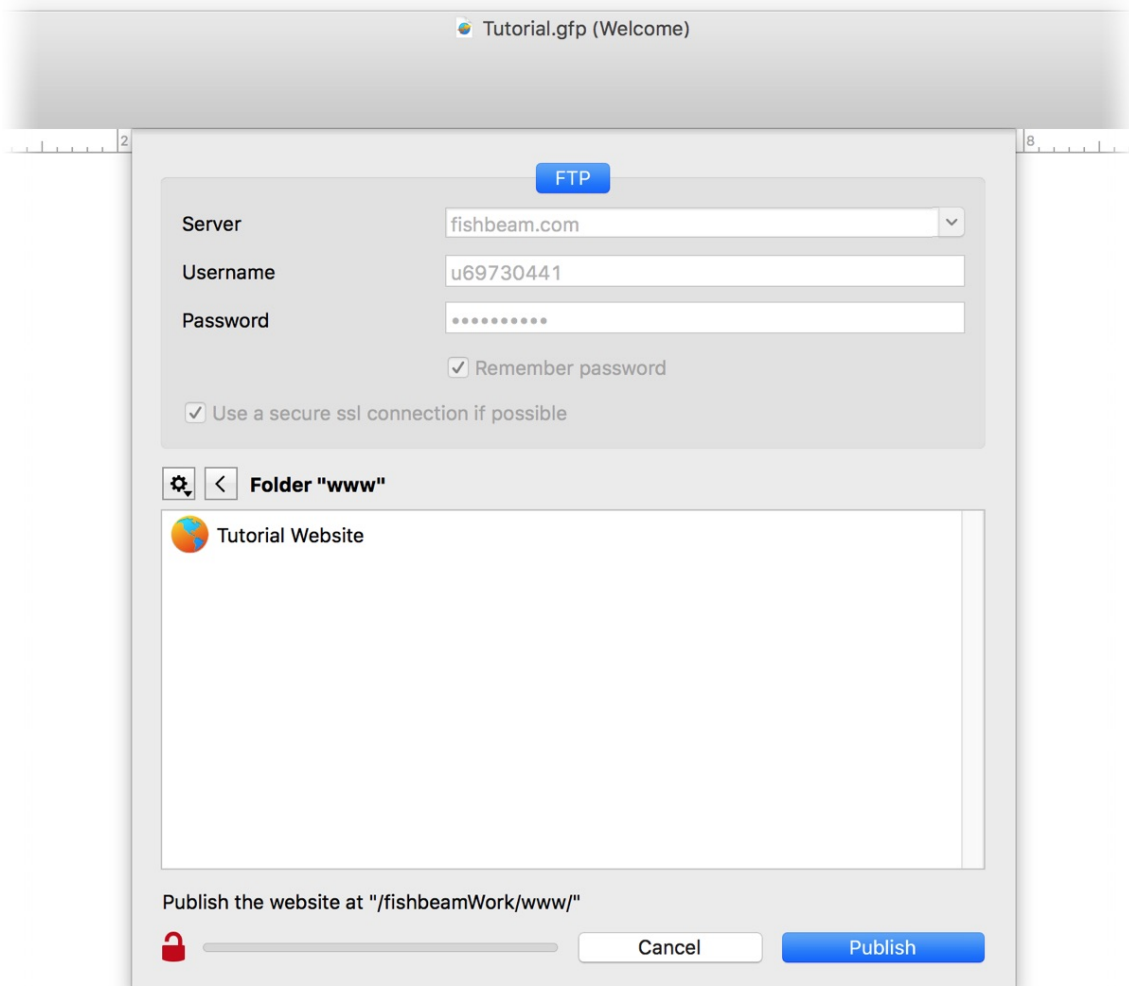 Tutorial.gfp (Welcome)
2
8
FTP
Server
fishbeam.com
Username
u69730441
Password
••••••••••
Remember password
Use a secure ssl connection if possible
Folder "www"
Tutorial Website
Publish the website at "/fishbeamWork/www/"
Cancel
Publish